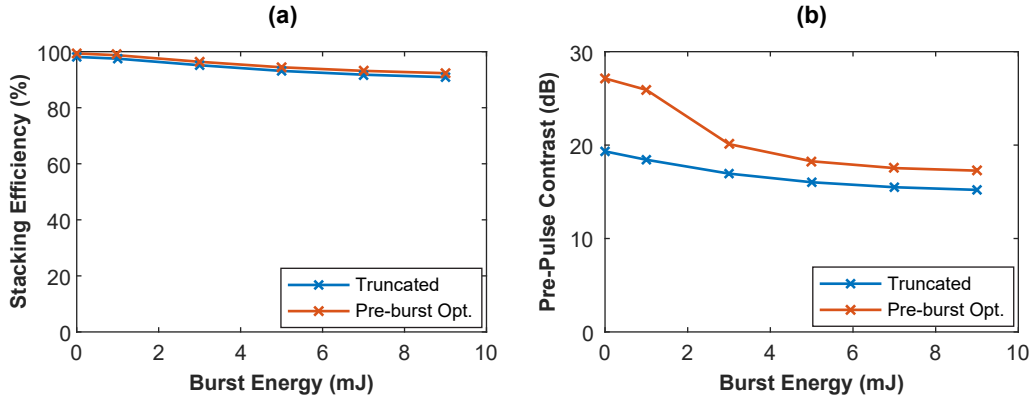 (a)
100
80
60
40
20
0
0 2 4 6 8 10
Stacking Efficiency (%)
Burst Energy (mJ)
Truncated
Pre-burst Opt.
(b)
30
20
10
0
0 2 4 6 8 10
Pre-Pulse Contrast (dB)
Burst Energy (mJ)
Truncated
Pre-burst Opt.